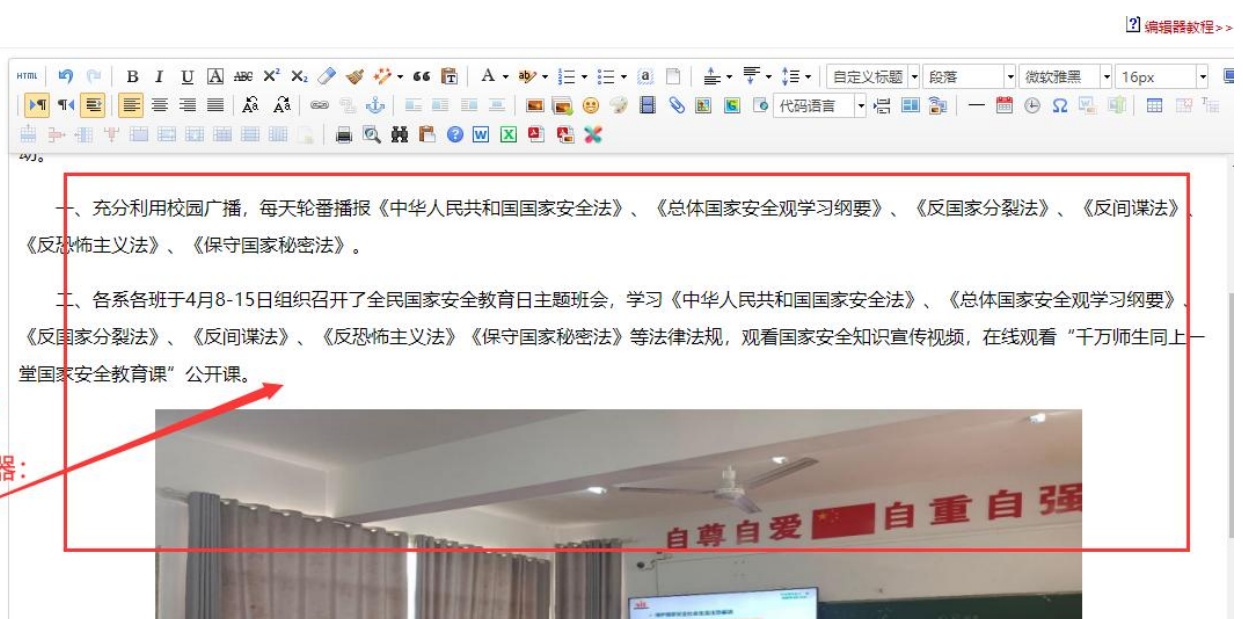 编辑器教程>>
HTML
B I U A ABC X² X₂
A
自定义标题
段落
微软雅黑
16px
代码语言
动。
一、充分利用校园广播，每天轮番播报《中华人民共和国国家安全法》、《总体国家安全观学习纲要》、《反国家分裂法》、《反间谍法》、
《反恐怖主义法》、《保守国家秘密法》。
二、各系各班于4月8-15日组织召开了全民国家安全教育日主题班会，学习《中华人民共和国国家安全法》、《总体国家安全观学习纲要》、
《反国家分裂法》、《反间谍法》、《反恐怖主义法》《保守国家秘密法》等法律法规，观看国家安全知识宣传视频，在线观看“千万师生同上一
堂国家安全教育课”公开课。
器：
自尊自爱 自重自强